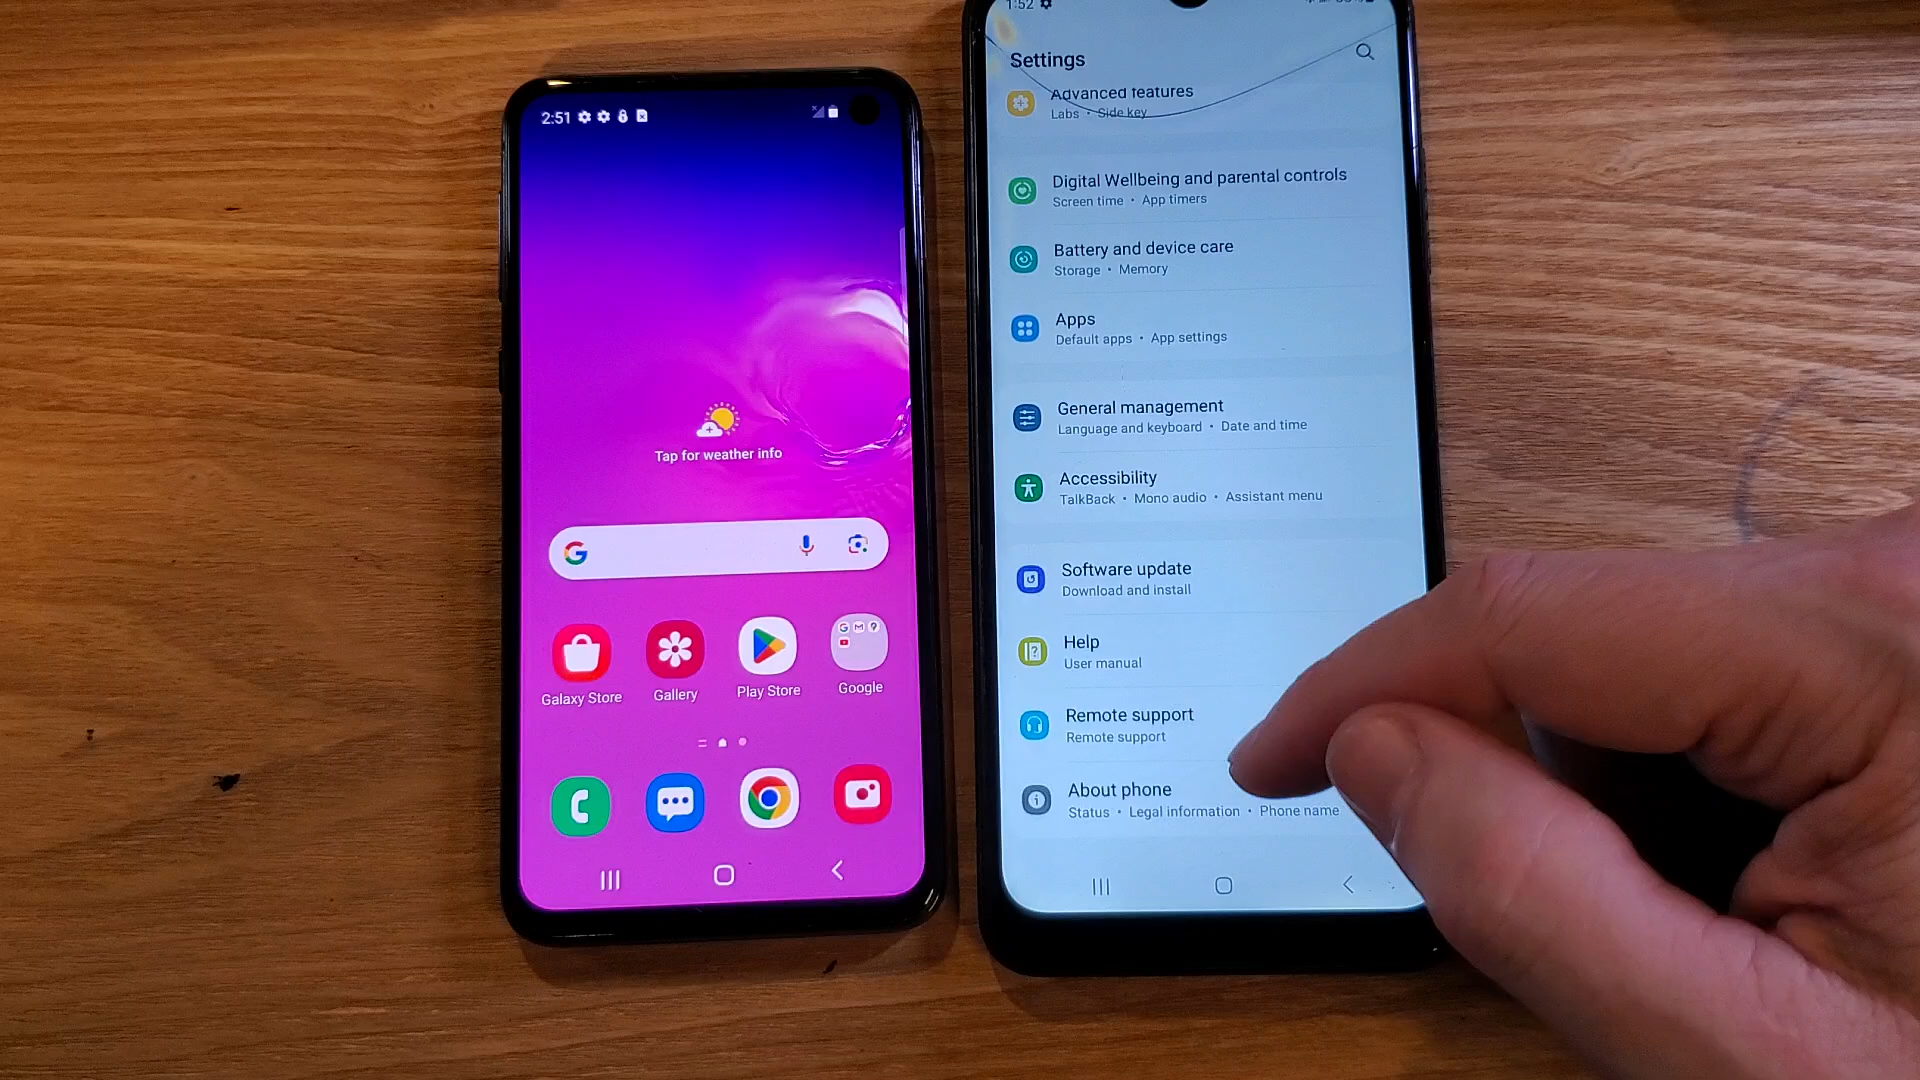 2:51
Tap for weather info
Galaxy Store
Gallery
Play Store
Google
1:52
Settings
Advanced features
Labs • Side key
Digital Wellbeing and parental controls
Screen time • App timers
Battery and device care
Storage • Memory
Apps
Default apps • App settings
General management
Language and keyboard • Date and time
Accessibility
TalkBack • Mono audio • Assistant menu
Software update
Download and install
Help
User manual
Remote support
Remote support
About phone
Status • Legal information • Phone name